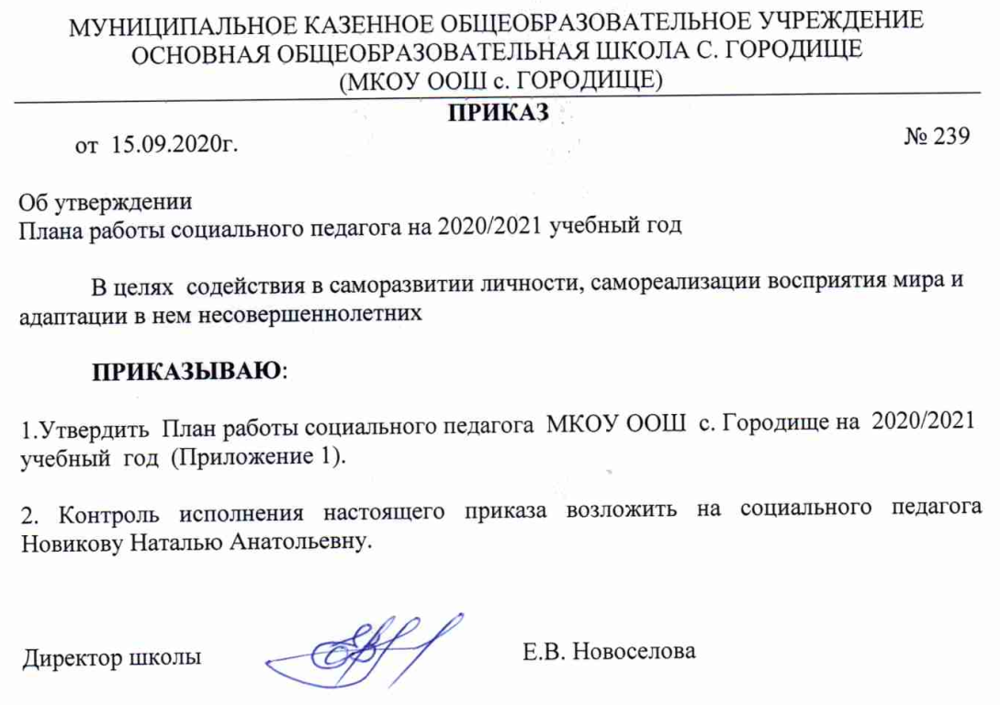 МУНИЦИПАЛЬНОЕ КАЗЕННОЕ ОБЩЕОБРАЗОВАТЕЛЬНОЕ УЧРЕЖДЕНИЕ
ОСНОВНАЯ ОБЩЕОБРАЗОВАТЕЛЬНАЯ ШКОЛА С. ГОРОДИЩЕ
(МКОУ ООШ с. ГОРОДИЩЕ)
ПРИКАЗ
от 15.09.2020г. № 239
Об утверждении
Плана работы социального педагога на 2020/2021 учебный год
В целях содействия в саморазвитии личности, самореализации восприятия мира и
адаптации в нем несовершеннолетних
ПРИКАЗЫВАЮ:
1.Утвердить План работы социального педагога МКОУ ООШ с. Городище на 2020/2021
учебный год (Приложение 1).
2. Контроль исполнения настоящего приказа возложить на социального педагога
Новикову Наталью Анатольевну.
Директор школы Е.В. Новоселова